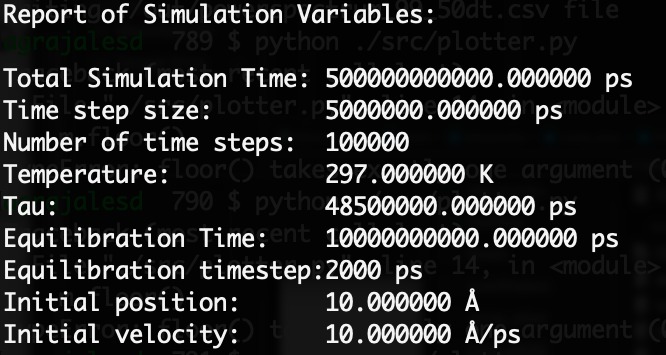 Report of Simulation Variables:
Total Simulation Time: 500000000000.000000 ps
Time step size: 5000000.000000 ps
Number of time steps: 100000
Temperature: 297.000000 K
Tau: 48500000.000000 ps
Equilibration Time: 10000000000.000000 ps
Equilibration timestep:2000 ps
Initial position: 10.000000 Å
Initial velocity: 10.000000 Å/ps